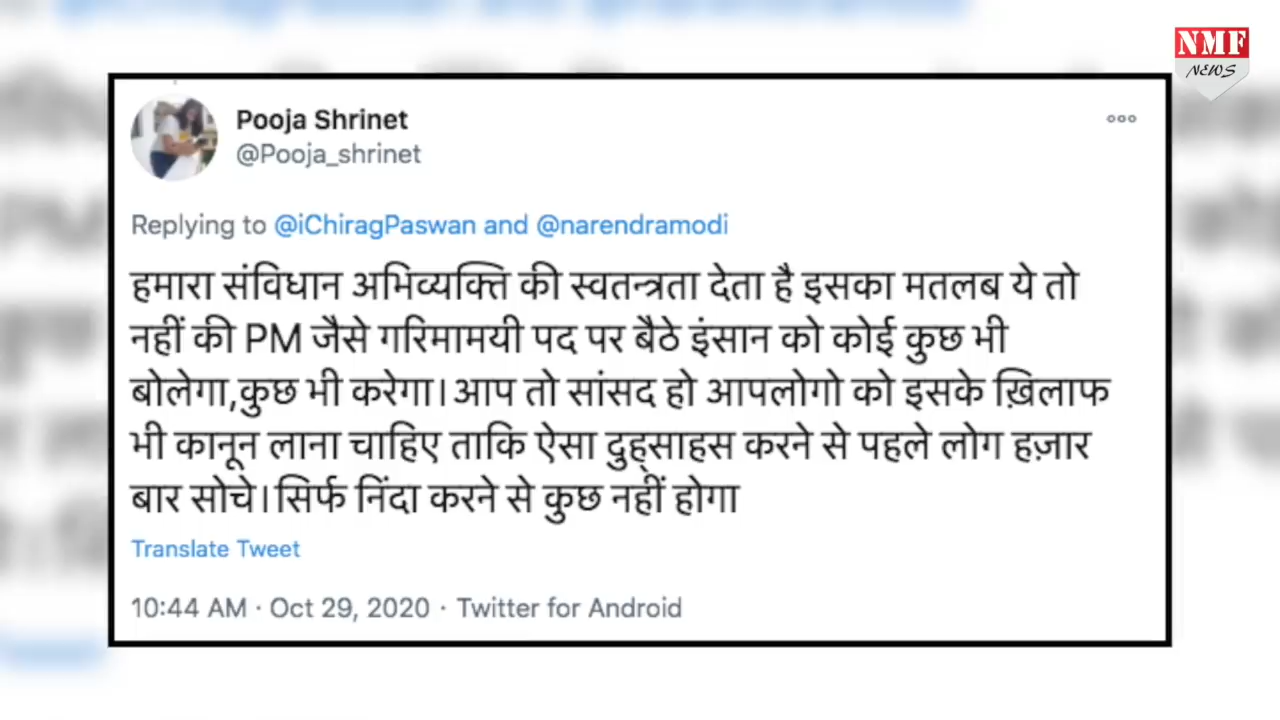 NMF
NEWS
Pooja Shrinet
@Pooja_shrinet
Replying to @iChiragPaswan and @narendramodi
हमारा संविधान अभिव्यक्ति की स्वतन्त्रता देता है इसका मतलब ये तो
नहीं की PM जैसे गरिमामयी पद पर बैठे इंसान को कोई कुछ भी
बोलेगा,कुछ भी करेगा।आप तो सांसद हो आपलोगो को इसके ख़िलाफ
भी कानून लाना चाहिए ताकि ऐसा दुह्साहस करने से पहले लोग हज़ार
बार सोचे।सिर्फ निंदा करने से कुछ नहीं होगा
Translate Tweet
10:44 AM · Oct 29, 2020 · Twitter for Android